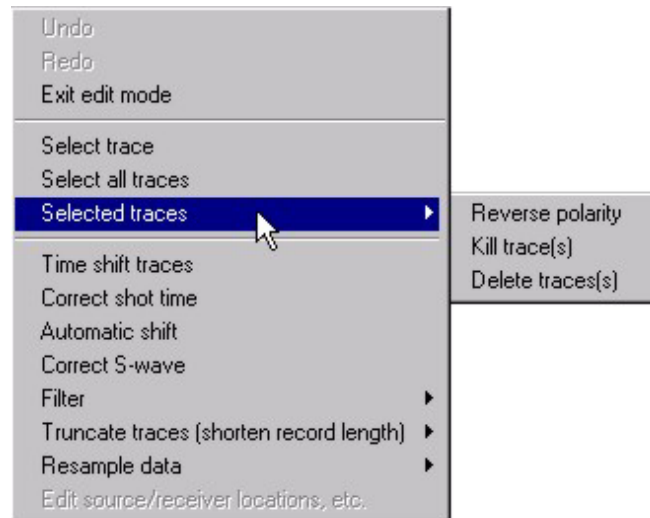 Undo
Redo
Exit edit mode
Select trace
Select all traces
Selected traces
Reverse polarity
Kill trace(s)
Delete traces(s)
Time shift traces
Correct shot time
Automatic shift
Correct S-wave
Filter
Truncate traces (shorten record length)
Resample data
Edit source/receiver locations, etc.